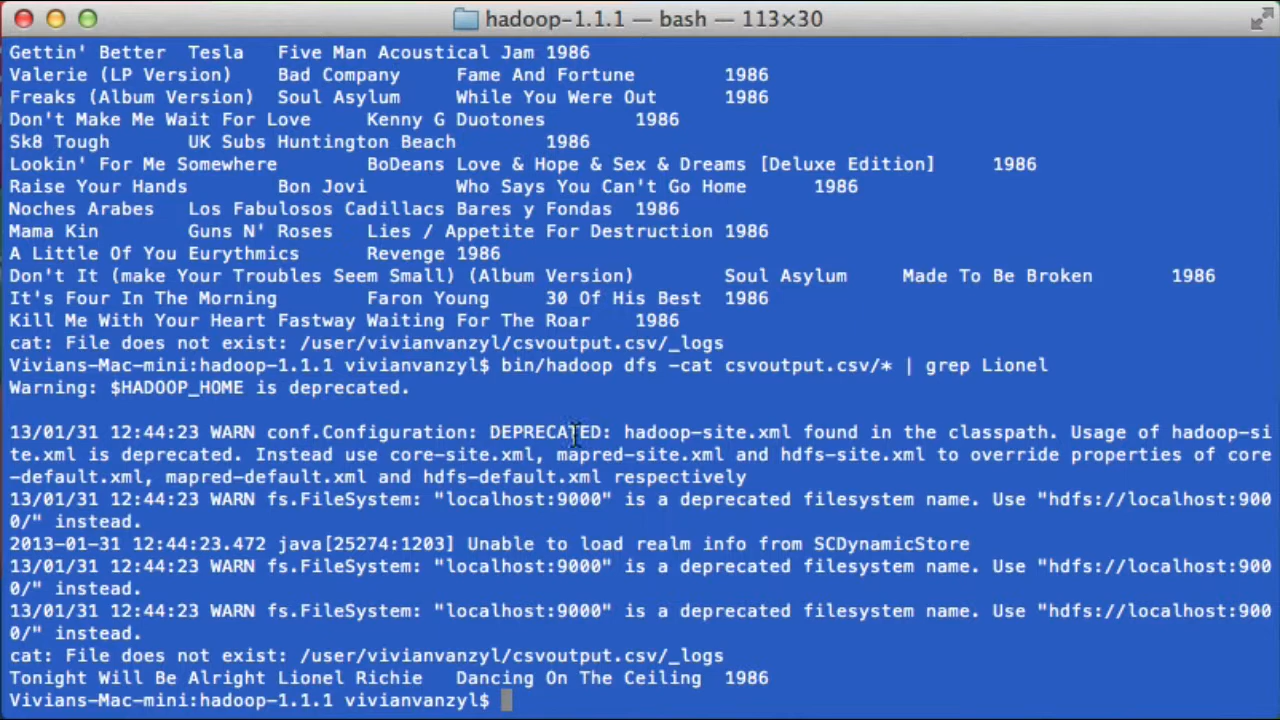 hadoop-1.1.1 — bash — 113×30
Gettin' Better Tesla Five Man Acoustical Jam 1986
Valerie (LP Version) Bad Company Fame And Fortune 1986
Freaks (Album Version) Soul Asylum While You Were Out 1986
Don't Make Me Wait For Love Kenny G Duotones 1986
Sk8 Tough UK Subs Huntington Beach 1986
Lookin' For Me Somewhere BoDeans Love & Hope & Sex & Dreams [Deluxe Edition] 1986
Raise Your Hands Bon Jovi Who Says You Can't Go Home 1986
Noches Arabes Los Fabulosos Cadillacs Bares y Fondas 1986
Mama Kin Guns N' Roses Lies / Appetite For Destruction 1986
A Little Of You Eurythmics Revenge 1986
Don't It (make Your Troubles Seem Small) (Album Version) Soul Asylum Made To Be Broken 1986
It's Four In The Morning Faron Young 30 Of His Best 1986
Kill Me With Your Heart Fastway Waiting For The Roar 1986
cat: File does not exist: /user/vivianvanzyl/csvoutput.csv/_logs
Vivians-Mac-mini:hadoop-1.1.1 vivianvanzyl$ bin/hadoop dfs -cat csvoutput.csv/* | grep Lionel
Warning: $HADOOP_HOME is deprecated.
13/01/31 12:44:23 WARN conf.Configuration: DEPRECATED: hadoop-site.xml found in the classpath. Usage of hadoop-si
te.xml is deprecated. Instead use core-site.xml, mapred-site.xml and hdfs-site.xml to override properties of core
-default.xml, mapred-default.xml and hdfs-default.xml respectively
13/01/31 12:44:23 WARN fs.FileSystem: "localhost:9000" is a deprecated filesystem name. Use "hdfs://localhost:900
0/" instead.
2013-01-31 12:44:23.472 java[25274:1203] Unable to load realm info from SCDynamicStore
13/01/31 12:44:23 WARN fs.FileSystem: "localhost:9000" is a deprecated filesystem name. Use "hdfs://localhost:900
0/" instead.
13/01/31 12:44:23 WARN fs.FileSystem: "localhost:9000" is a deprecated filesystem name. Use "hdfs://localhost:900
0/" instead.
cat: File does not exist: /user/vivianvanzyl/csvoutput.csv/_logs
Tonight Will Be Alright Lionel Richie Dancing On The Ceiling 1986
Vivians-Mac-mini:hadoop-1.1.1 vivianvanzyl$